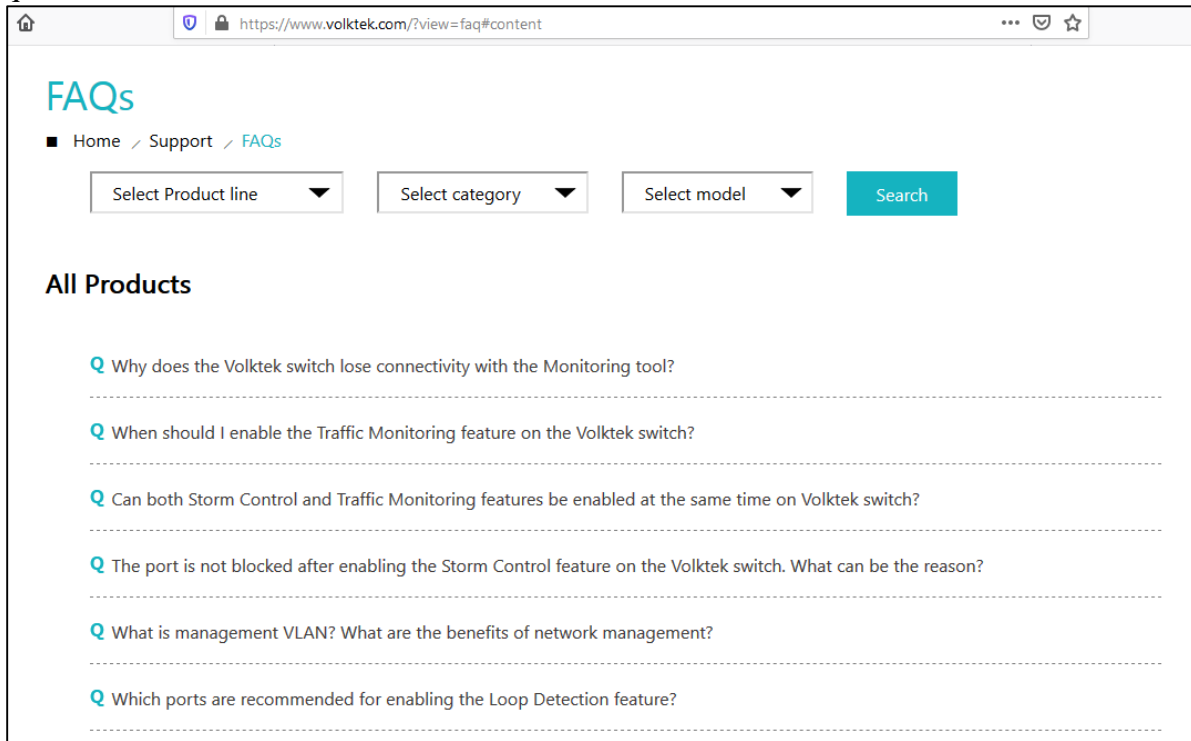 https://www.volktek.com/?view=faq#content
FAQs
Home / Support / FAQs
Select Product line
Select category
Select model
Search
All Products
Q Why does the Volktek switch lose connectivity with the Monitoring tool?
Q When should I enable the Traffic Monitoring feature on the Volktek switch?
Q Can both Storm Control and Traffic Monitoring features be enabled at the same time on Volktek switch?
Q The port is not blocked after enabling the Storm Control feature on the Volktek switch. What can be the reason?
Q What is management VLAN? What are the benefits of network management?
Q Which ports are recommended for enabling the Loop Detection feature?